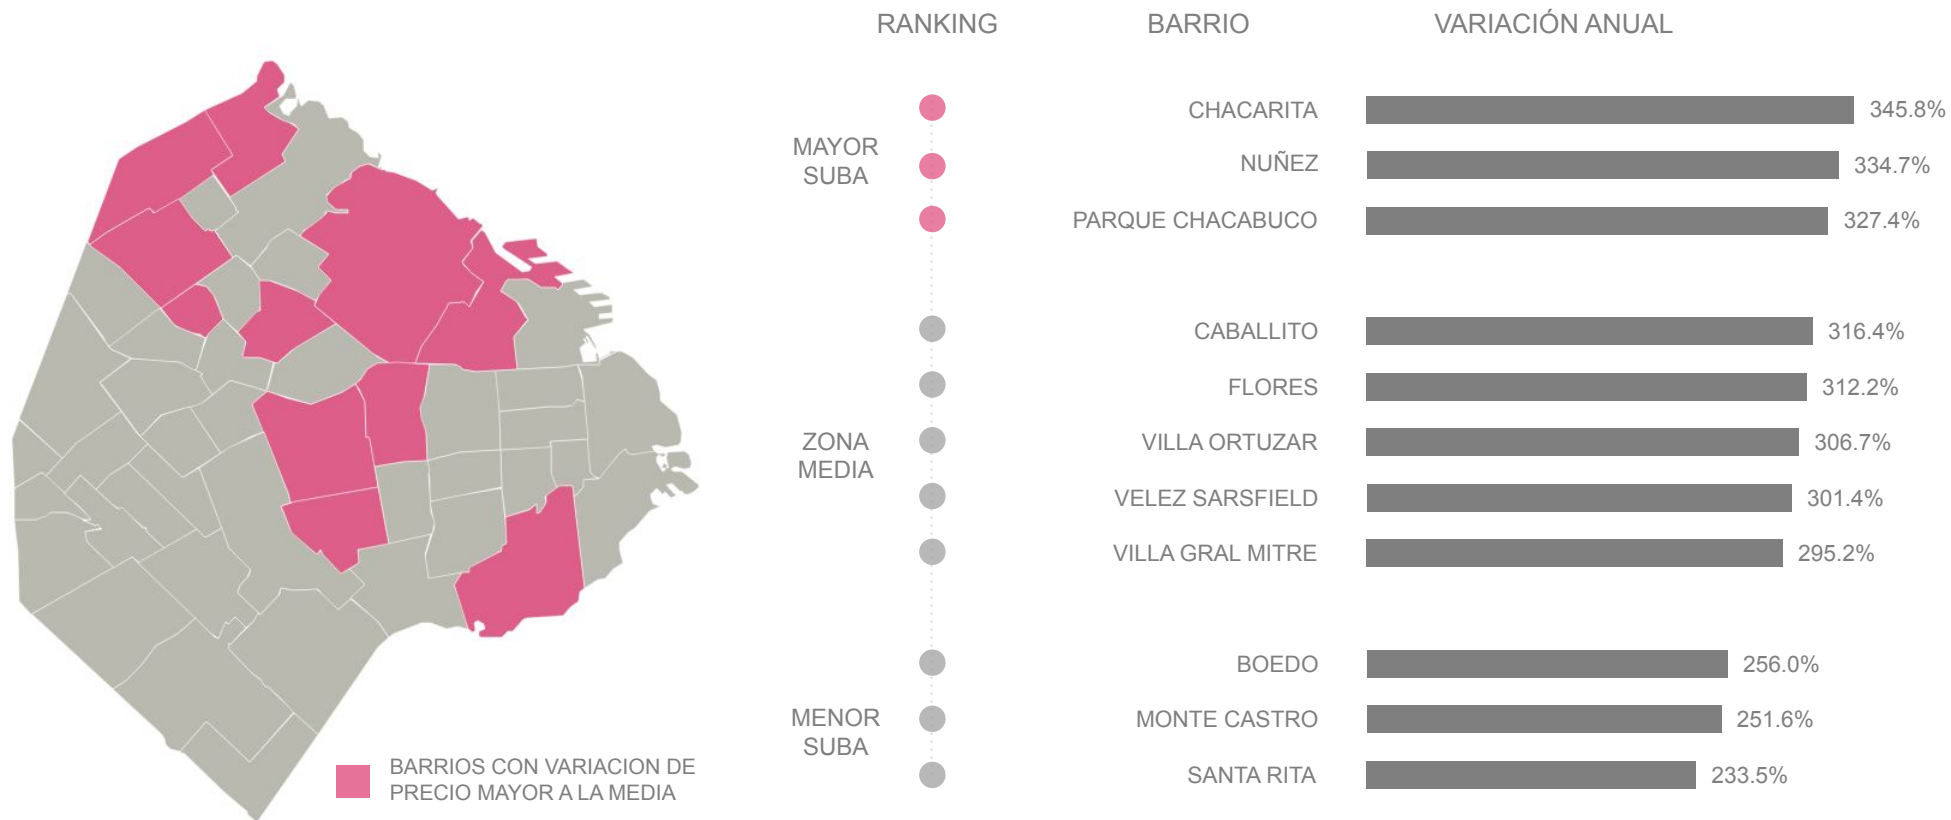 RANKING BARRIO VARIACIÓN ANUAL
MAYOR
SUBA
CHACARITA 345.8%
NUÑEZ 334.7%
PARQUE CHACABUCO 327.4%
ZONA
MEDIA
CABALLITO 316.4%
FLORES 312.2%
VILLA ORTUZAR 306.7%
VELEZ SARSFIELD 301.4%
VILLA GRAL MITRE 295.2%
MENOR
SUBA
BOEDO 256.0%
MONTE CASTRO 251.6%
SANTA RITA 233.5%
BARRIOS CON VARIACION DE
PRECIO MAYOR A LA MEDIA